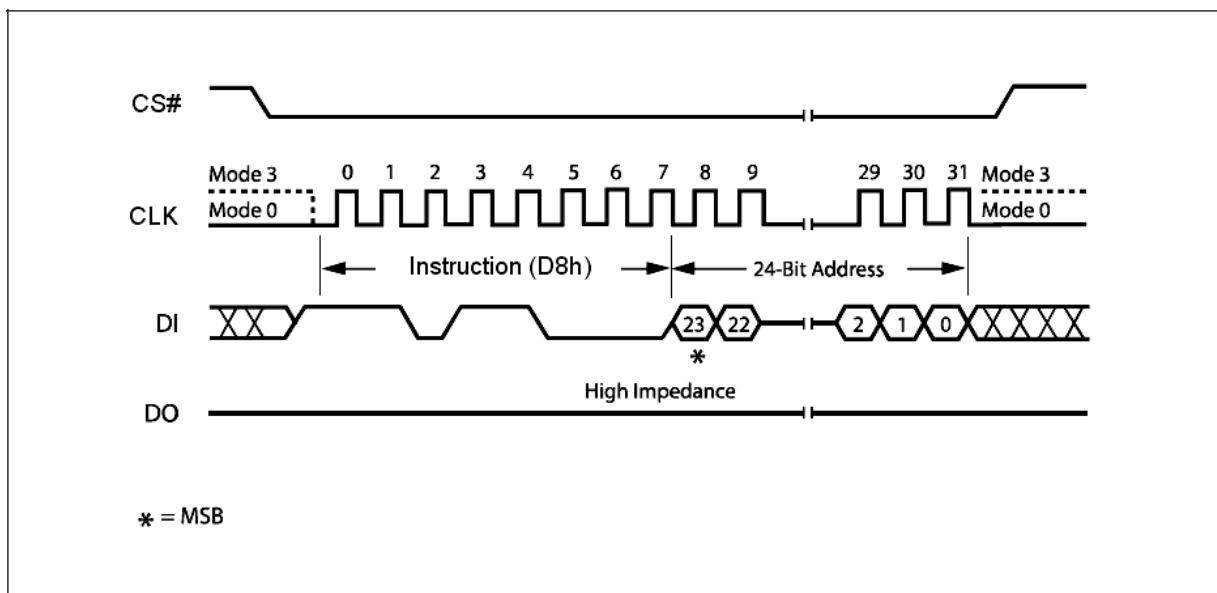 CS#
Mode 3 0 1 2 3 4 5 6 7 8 9 29 30 31 Mode 3
CLK Mode 0 Mode 0
Instruction (D8h) 24-Bit Address
DI 23 22 2 1 0
*
High Impedance
DO
* = MSB